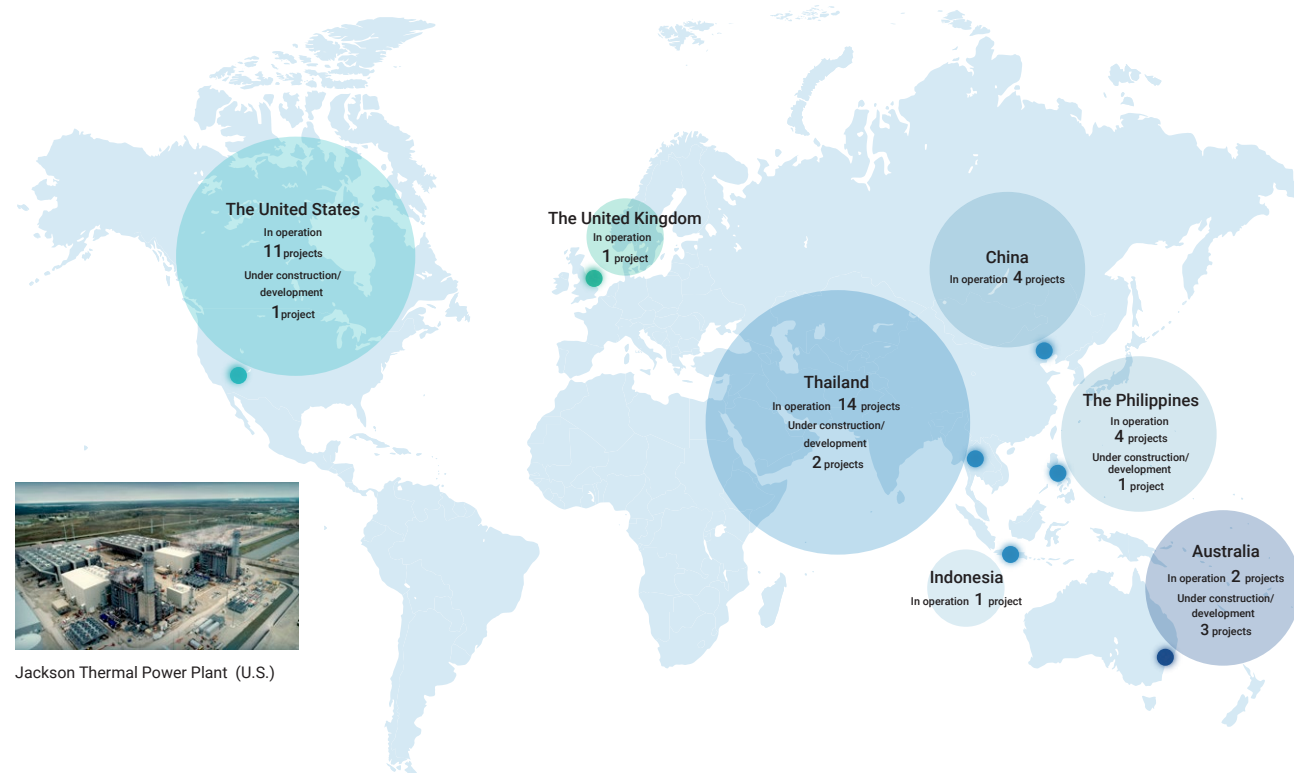 The United States
In operation
11 projects
Under construction/
development
1 project
The United Kingdom
In operation
1 project
China
In operation 4 projects
Thailand
In operation 14 projects
Under construction/
development
2 projects
The Philippines
In operation
4 projects
Under construction/
development
1 project
Indonesia
In operation 1 project
Australia
In operation 2 projects
Under construction/
development
3 projects
Jackson Thermal Power Plant (U.S.)